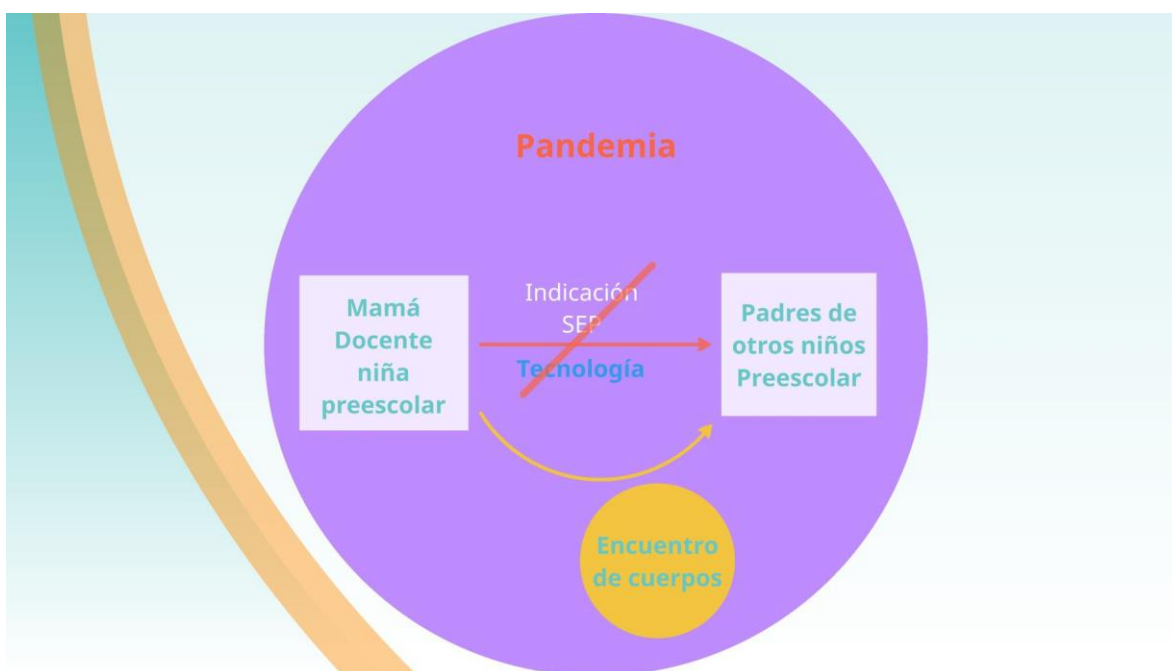 Pandemia
Mamá
Docente
niña
preescolar
Indicación
SEP
Tecnología
Padres de
otros niños
Preescolar
Encuentro
de cuerpos